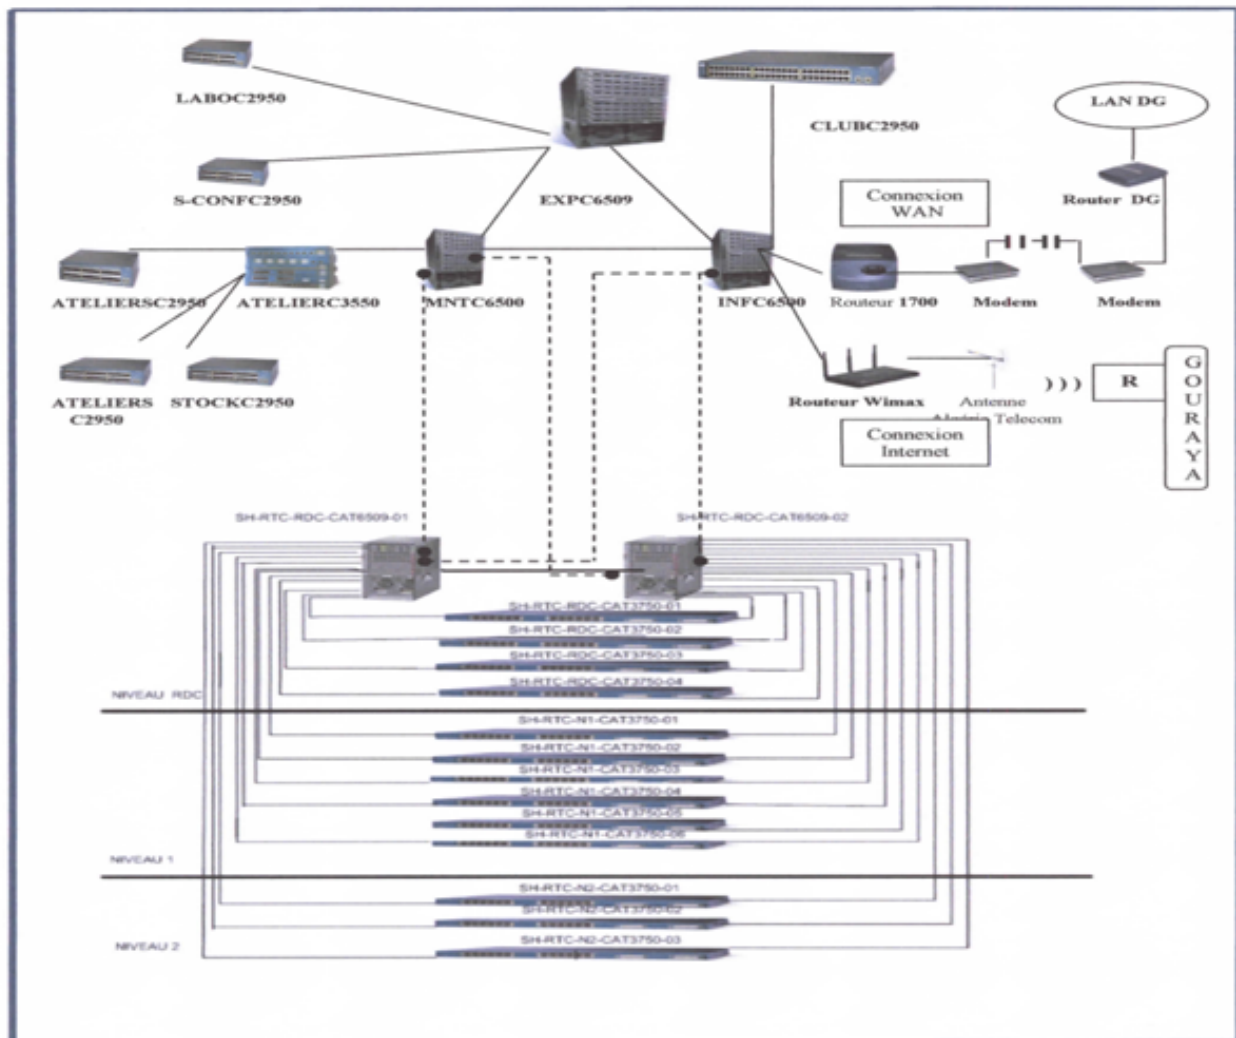 LABOC2950
CLUBC2950
LAN DG
S-CONFC2950
EXPC6509
Connexion
WAN
Router DG
ATELIERSC2950
ATELIERC3550
MNTC6500
INFC6500
Routeur 1700
Modem
Modem
ATELIERS
C2950
STOCKC2950
Routeur Wimax
Antenne
Algérie Telecom
)))
R
GOURAYA
Connexion
Internet
SH-RTC-RDC-CAT6509-01
SH-RTC-RDC-CAT6509-02
SH-RTC-RDC-CAT3750-01
SH-RTC-RDC-CAT3750-02
SH-RTC-RDC-CAT3750-03
SH-RTC-RDC-CAT3750-04
NIVEAU RDC
SH-RTC-N1-CAT3750-01
SH-RTC-N1-CAT3750-02
SH-RTC-N1-CAT3750-03
SH-RTC-N1-CAT3750-04
SH-RTC-N1-CAT3750-05
SH-RTC-N1-CAT3750-06
NIVEAU 1
SH-RTC-N2-CAT3750-01
SH-RTC-N2-CAT3750-02
NIVEAU 2
SH-RTC-N2-CAT3750-03